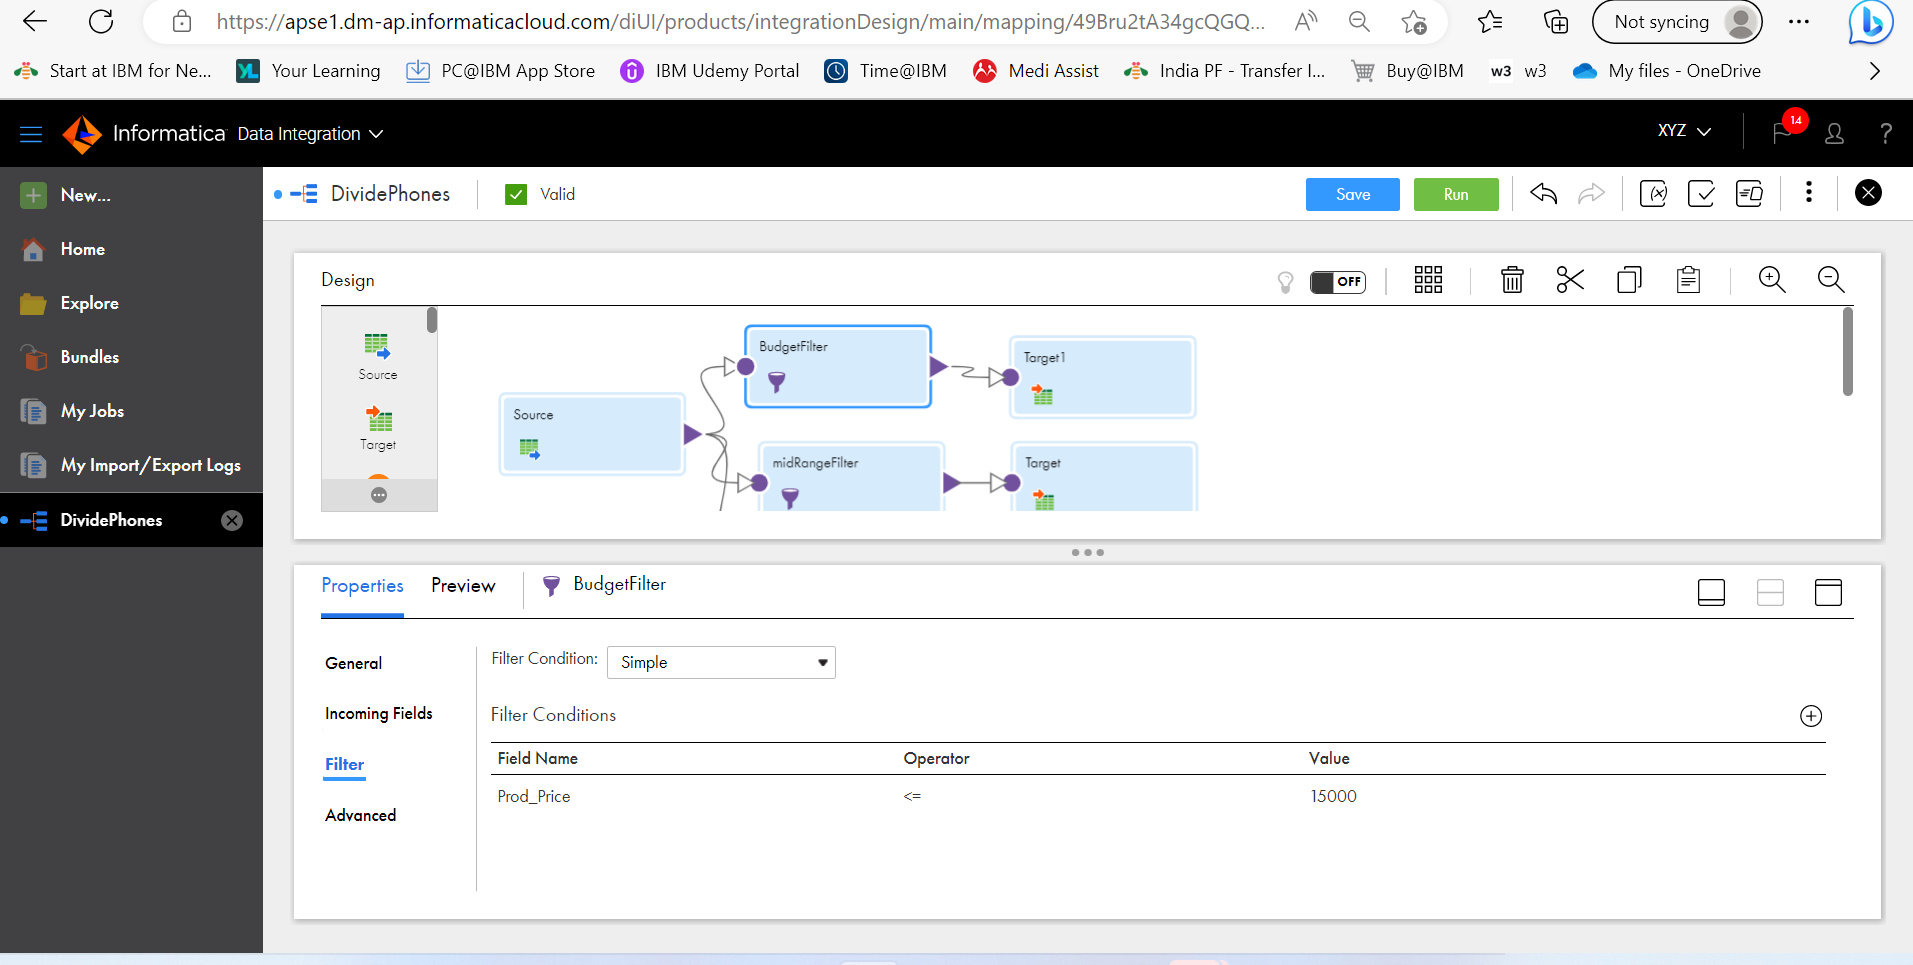 https://apse1.dm-ap.informaticacloud.com/diUI/products/integrationDesign/main/mapping/49Bru2tA34gcQGQ...
A
Not syncing
Start at IBM for Ne...
YL Your Learning
PC@IBM App Store
IBM Udemy Portal
Time@IBM
Medi Assist
India PF - Transfer I...
Buy@IBM
w3 w3
My files - OneDrive
Informatica Data Integration
XYZ
14
?
New...
Home
Explore
Bundles
My Jobs
My Import/Export Logs
DividePhones
DividePhones
Valid
Save
Run
(x)
Design
OFF
Source
Target
Source
BudgetFilter
Target1
midRangeFilter
Target
Properties
Preview
BudgetFilter
General
Incoming Fields
Filter
Advanced
Filter Condition: Simple
Filter Conditions
Field Name Operator Value
Prod_Price <= 15000